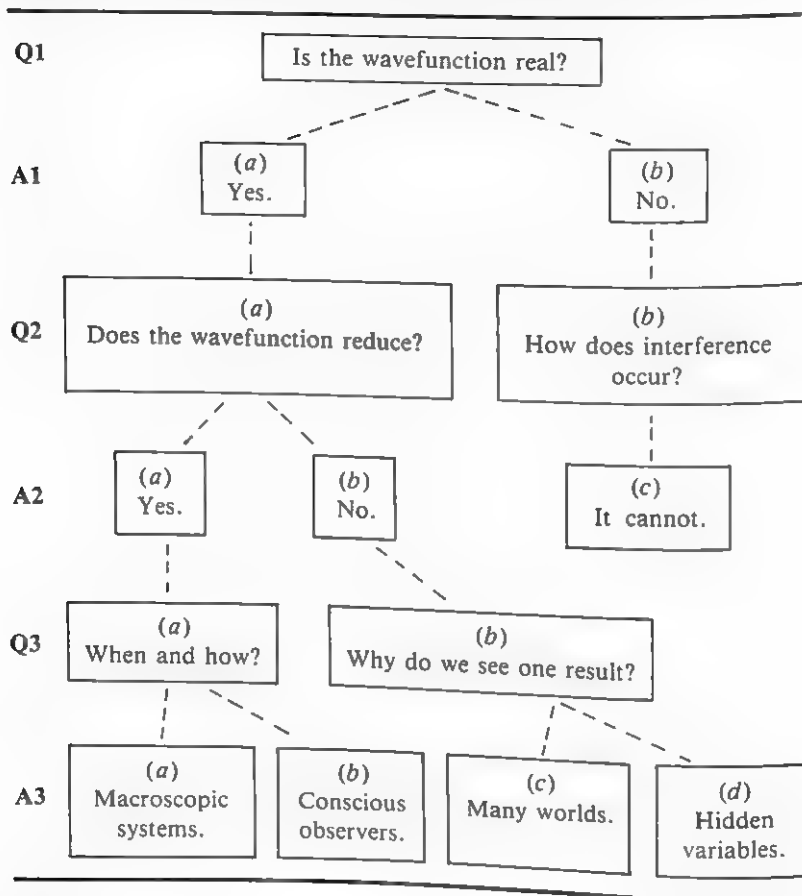 Q1
Is the wavefunction real?
A1
(a)
Yes.
(b)
No.
Q2
(a)
Does the wavefunction reduce?
(b)
How does interference
occur?
A2
(a)
Yes.
(b)
No.
(c)
It cannot.
Q3
(a)
When and how?
(b)
Why do we see one result?
A3
(a)
Macroscopic
systems.
(b)
Conscious
observers.
(c)
Many worlds.
(d)
Hidden
variables.